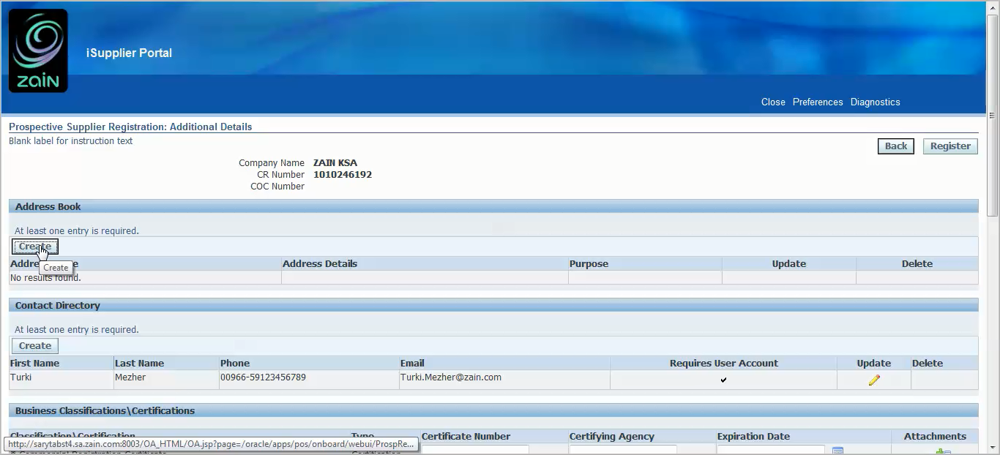 zain
iSupplier Portal
Close Preferences Diagnostics
Prospective Supplier Registration: Additional Details
Blank label for instruction text
Back Register
Company Name ZAIN KSA
CR Number 1010246192
COC Number
Address Book
At least one entry is required.
Create
Create
Address Details Purpose Update Delete
No results found.
Contact Directory
At least one entry is required.
Create
First Name Last Name Phone Email Requires User Account Update Delete
Turki Mezher 00966-59123456789 Turki.Mezher@zain.com
Business Classifications\Certifications
Classification\Certification Type Certificate Number Certifying Agency Expiration Date Attachments
http://sarytabst4.sa.zain.com:8003/OA_HTML/OA.jsp?page=/oracle/apps/pos/onboard/webui/ProspRe...